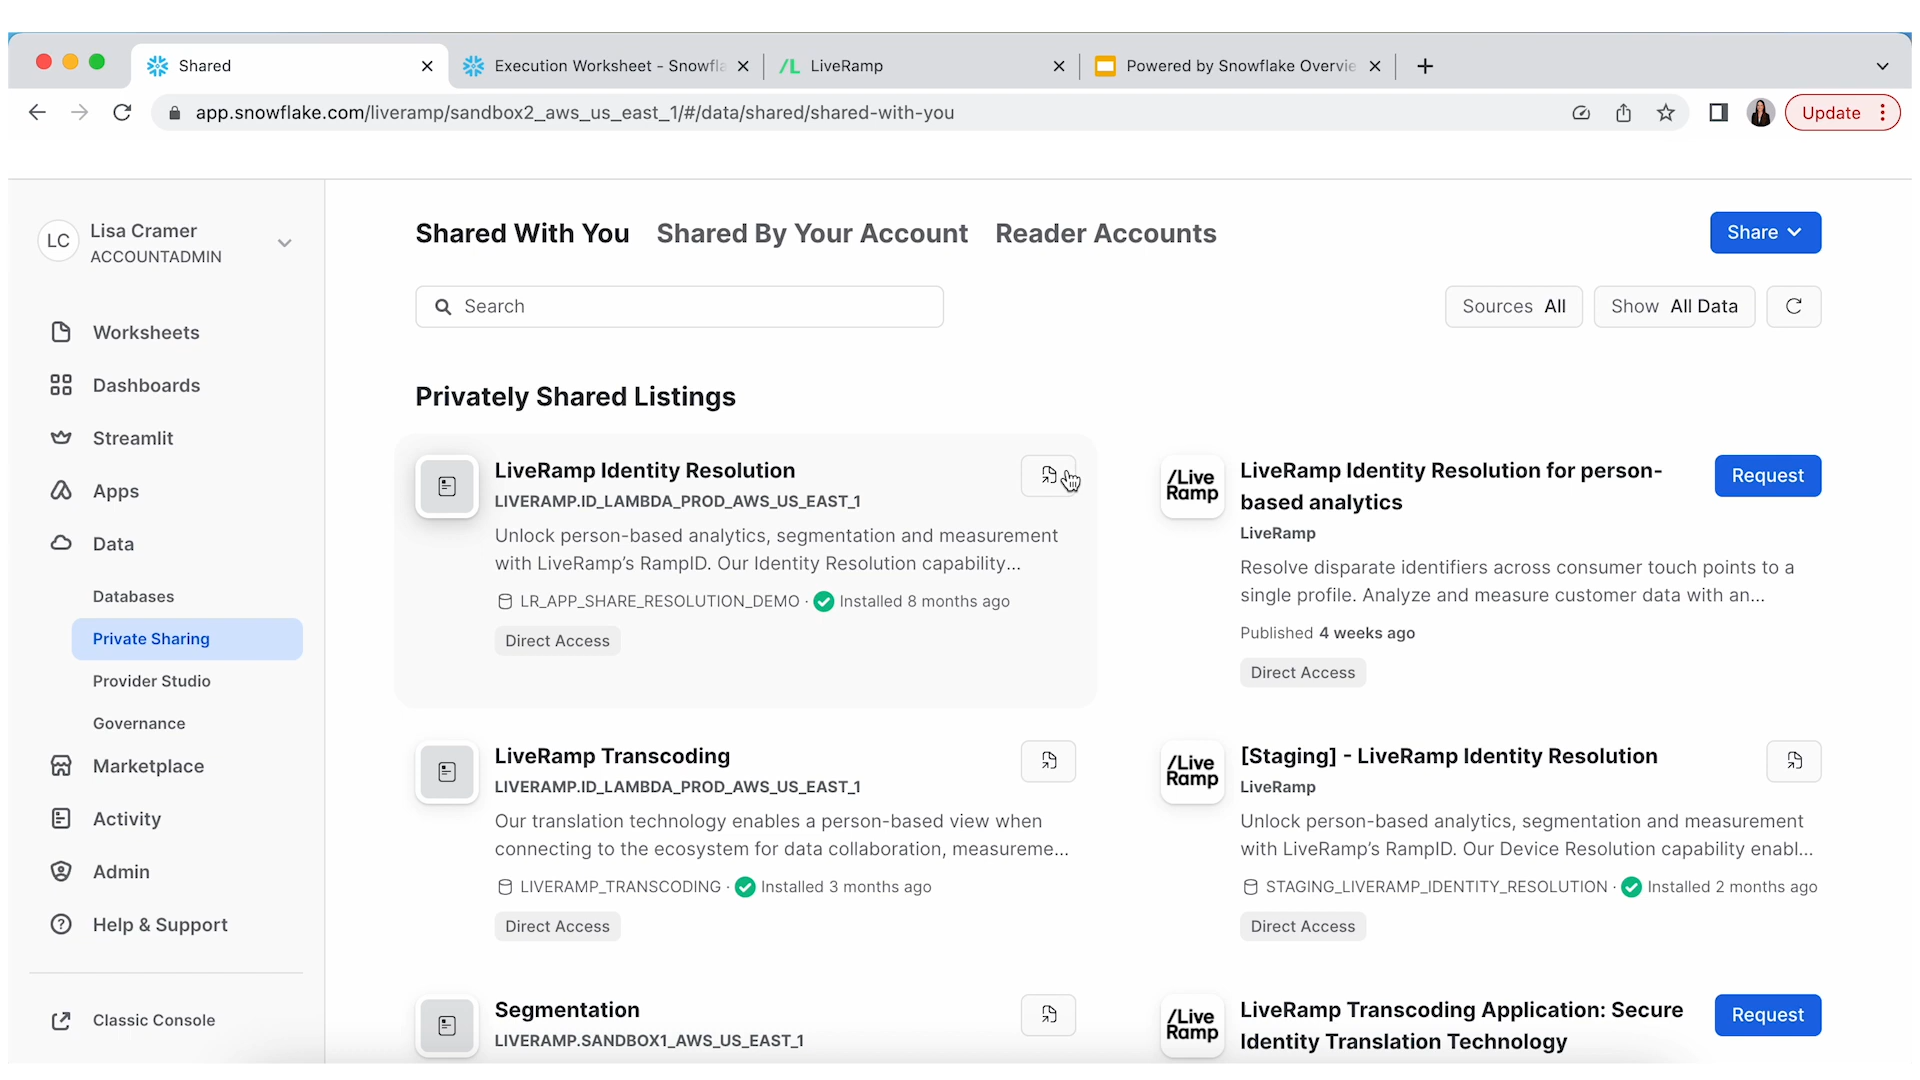 Shared
Execution Worksheet - Snowfla
LiveRamp
Powered by Snowflake Overvie
app.snowflake.com/liveramp/sandbox2_aws_us_east_1/#/data/shared/shared-with-you
Update
LC
Lisa Cramer
ACCOUNTADMIN
Worksheets
Dashboards
Streamlit
Apps
Data
Databases
Private Sharing
Provider Studio
Governance
Marketplace
Activity
Admin
Help & Support
Classic Console
Shared With You
Shared By Your Account
Reader Accounts
Share
Search
Sources All
Show All Data
Privately Shared Listings
LiveRamp Identity Resolution
LIVERAMP.ID_LAMBDA_PROD_AWS_US_EAST_1
Unlock person-based analytics, segmentation and measurement
with LiveRamp’s RampID. Our Identity Resolution capability...
LR_APP_SHARE_RESOLUTION_DEMO · Installed 8 months ago
Direct Access
/Live
Ramp
LiveRamp Identity Resolution for person-
based analytics
LiveRamp
Resolve disparate identifiers across consumer touch points to a
single profile. Analyze and measure customer data with an...
Published 4 weeks ago
Direct Access
Request
LiveRamp Transcoding
LIVERAMP.ID_LAMBDA_PROD_AWS_US_EAST_1
Our translation technology enables a person-based view when
connecting to the ecosystem for data collaboration, measureme...
LIVERAMP_TRANSCODING · Installed 3 months ago
Direct Access
/Live
Ramp
[Staging] - LiveRamp Identity Resolution
LiveRamp
Unlock person-based analytics, segmentation and measurement
with LiveRamp’s RampID. Our Device Resolution capability enabl...
STAGING_LIVERAMP_IDENTITY_RESOLUTION · Installed 2 months ago
Direct Access
Segmentation
LIVERAMP.SANDBOX1_AWS_US_EAST_1
/Live
Ramp
LiveRamp Transcoding Application: Secure
Identity Translation Technology
Request